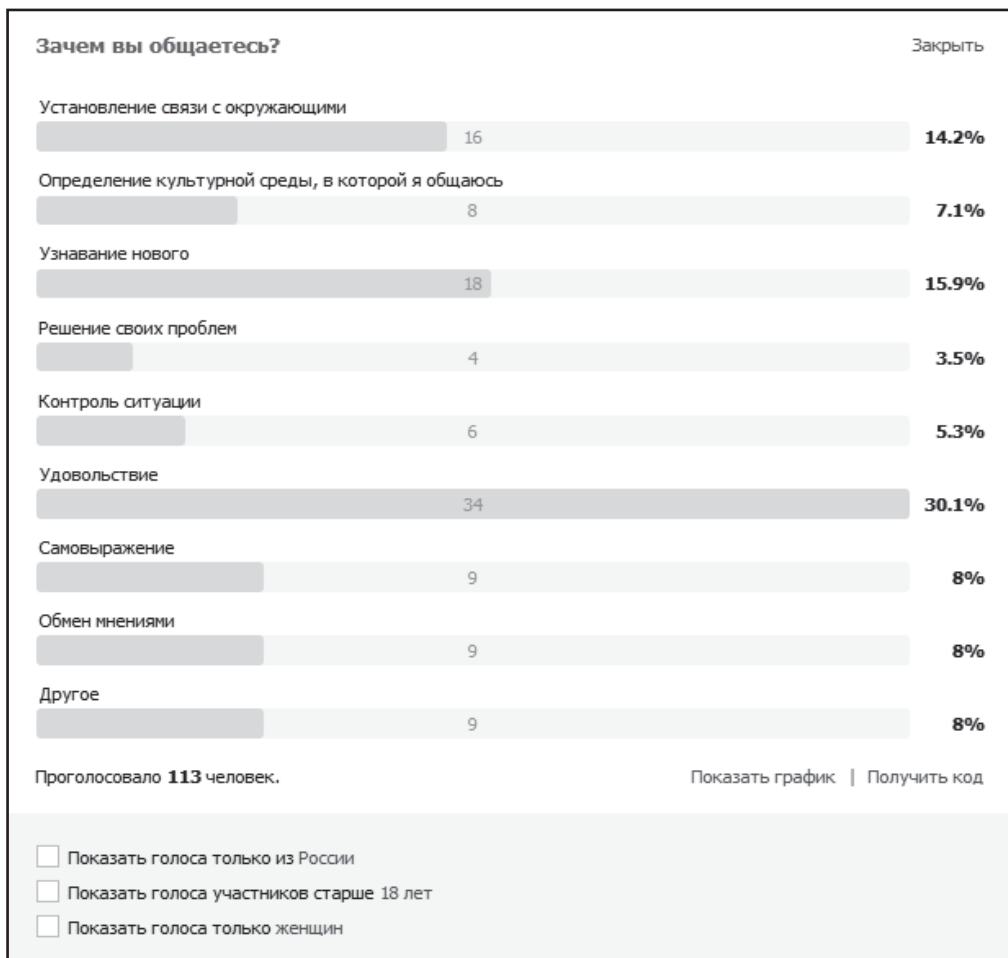 Зачем вы общаетесь? Закрыть
Установление связи с окружающими
16 14.2%
Определение культурной среды, в которой я общаюсь
8 7.1%
Узнавание нового
18 15.9%
Решение своих проблем
4 3.5%
Контроль ситуации
6 5.3%
Удовольствие
34 30.1%
Самовыражение
9 8%
Обмен мнениями
9 8%
Другое
9 8%
Проголосовало 113 человек. Показать график | Получить код
Показать голоса только из России
Показать голоса участников старше 18 лет
Показать голоса только женщин